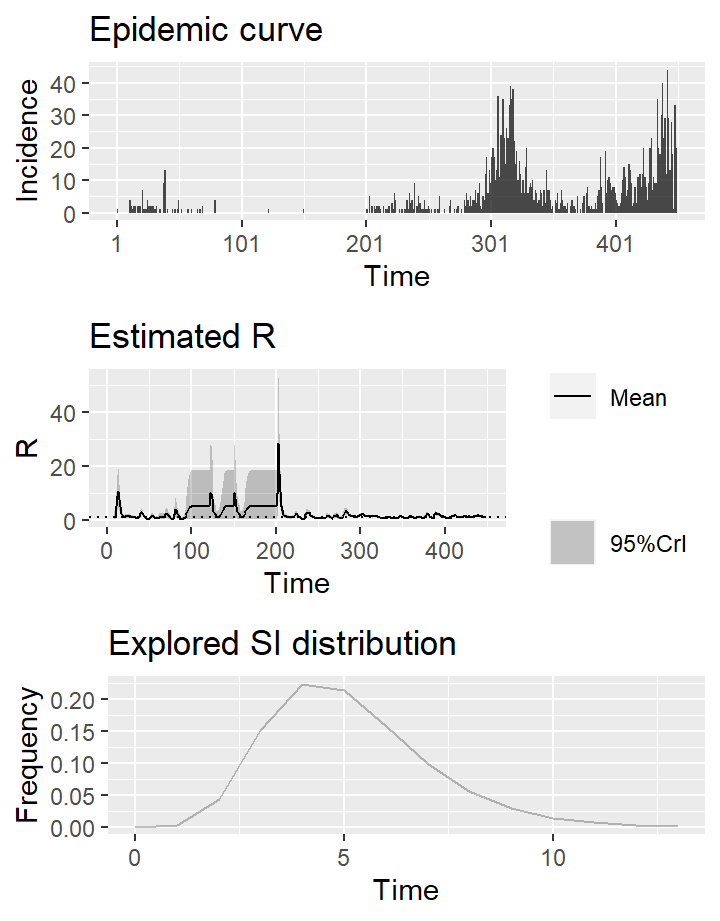 Epidemic curve
Incidence
40
30
20
10
0
1 101 201 301 401
Time
Estimated R
R
40
20
0
0 100 200 300 400
Time
Mean
95%CrI
Explored SI distribution
Frequency
0.20
0.15
0.10
0.05
0.00
0 5 10
Time